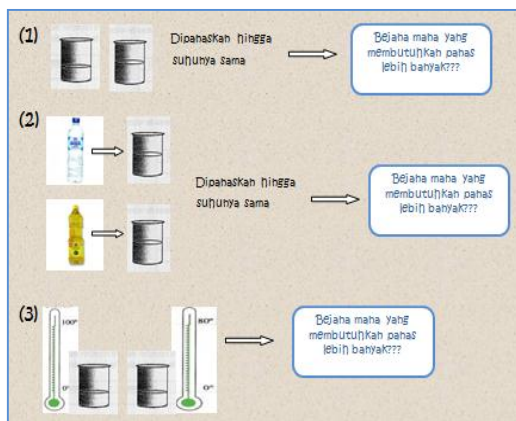 (1)
Dipanaskan hingga
suhunya sama
Bejana mana yang
membutuhkan panas
lebih banyak???
(2)
Dipanaskan hingga
suhunya sama
Bejana mana yang
membutuhkan panas
lebih banyak???
(3)
100°
0°
80°
0°
Bejana mana yang
membutuhkan panas
lebih banyak???